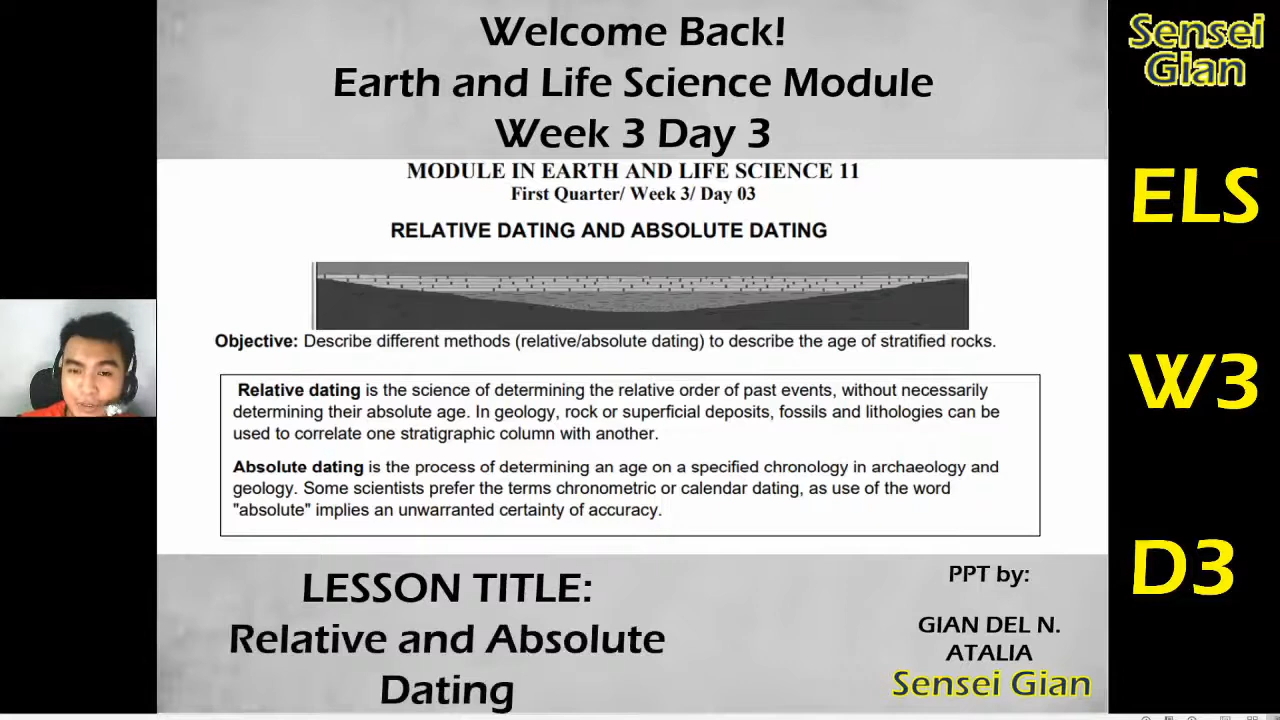 Welcome Back!
Earth and Life Science Module
Week 3 Day 3
MODULE IN EARTH AND LIFE SCIENCE 11
First Quarter/ Week 3/ Day 03
RELATIVE DATING AND ABSOLUTE DATING
Objective: Describe different methods (relative/absolute dating) to describe the age of stratified rocks.
Relative dating is the science of determining the relative order of past events, without necessarily
determining their absolute age. In geology, rock or superficial deposits, fossils and lithologies can be
used to correlate one stratigraphic column with another.
Absolute dating is the process of determining an age on a specified chronology in archaeology and
geology. Some scientists prefer the terms chronometric or calendar dating, as use of the word
"absolute" implies an unwarranted certainty of accuracy.
LESSON TITLE:
Relative and Absolute
Dating
PPT by:
GIAN DEL N.
ATALIA
Sensei Gian
Sensei
Gian
ELS
W3
D3